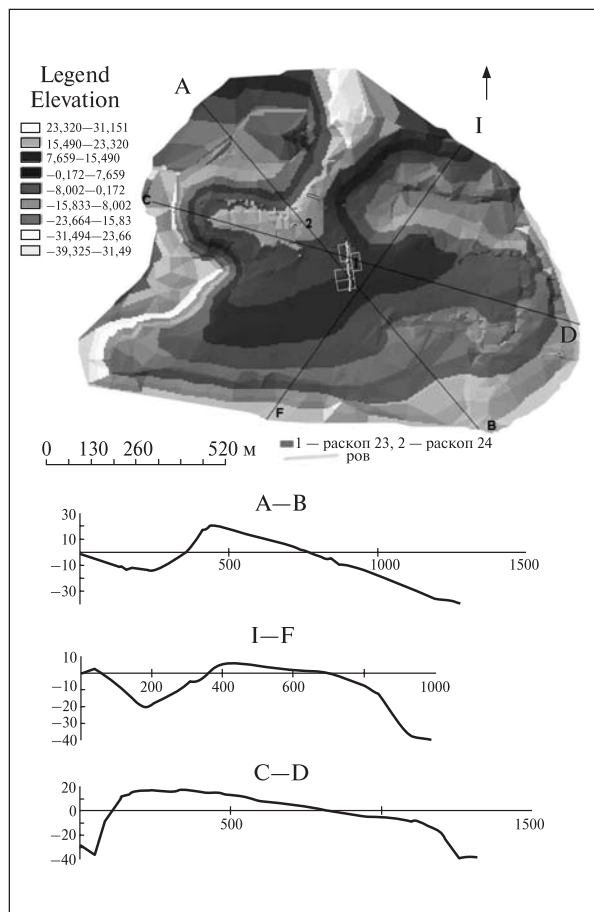 Legend
Elevation
23,320—31,151
15,490—23,320
7,659—15,490
−0,172—7,659
−8,002—0,172
−15,833—8,002
−23,664—15,83
−31,494—23,66
−39,325—31,49
A
I
C
2
1
D
F
B
0 130 260 520 м
1 — раскоп 23, 2 — раскоп 24
ров
A—B
30
10
−10
−30
500
1000
1500
I—F
10
−10
−20
−30
−40
200
400
600
1000
C—D
20
0
−20
−40
500
1500